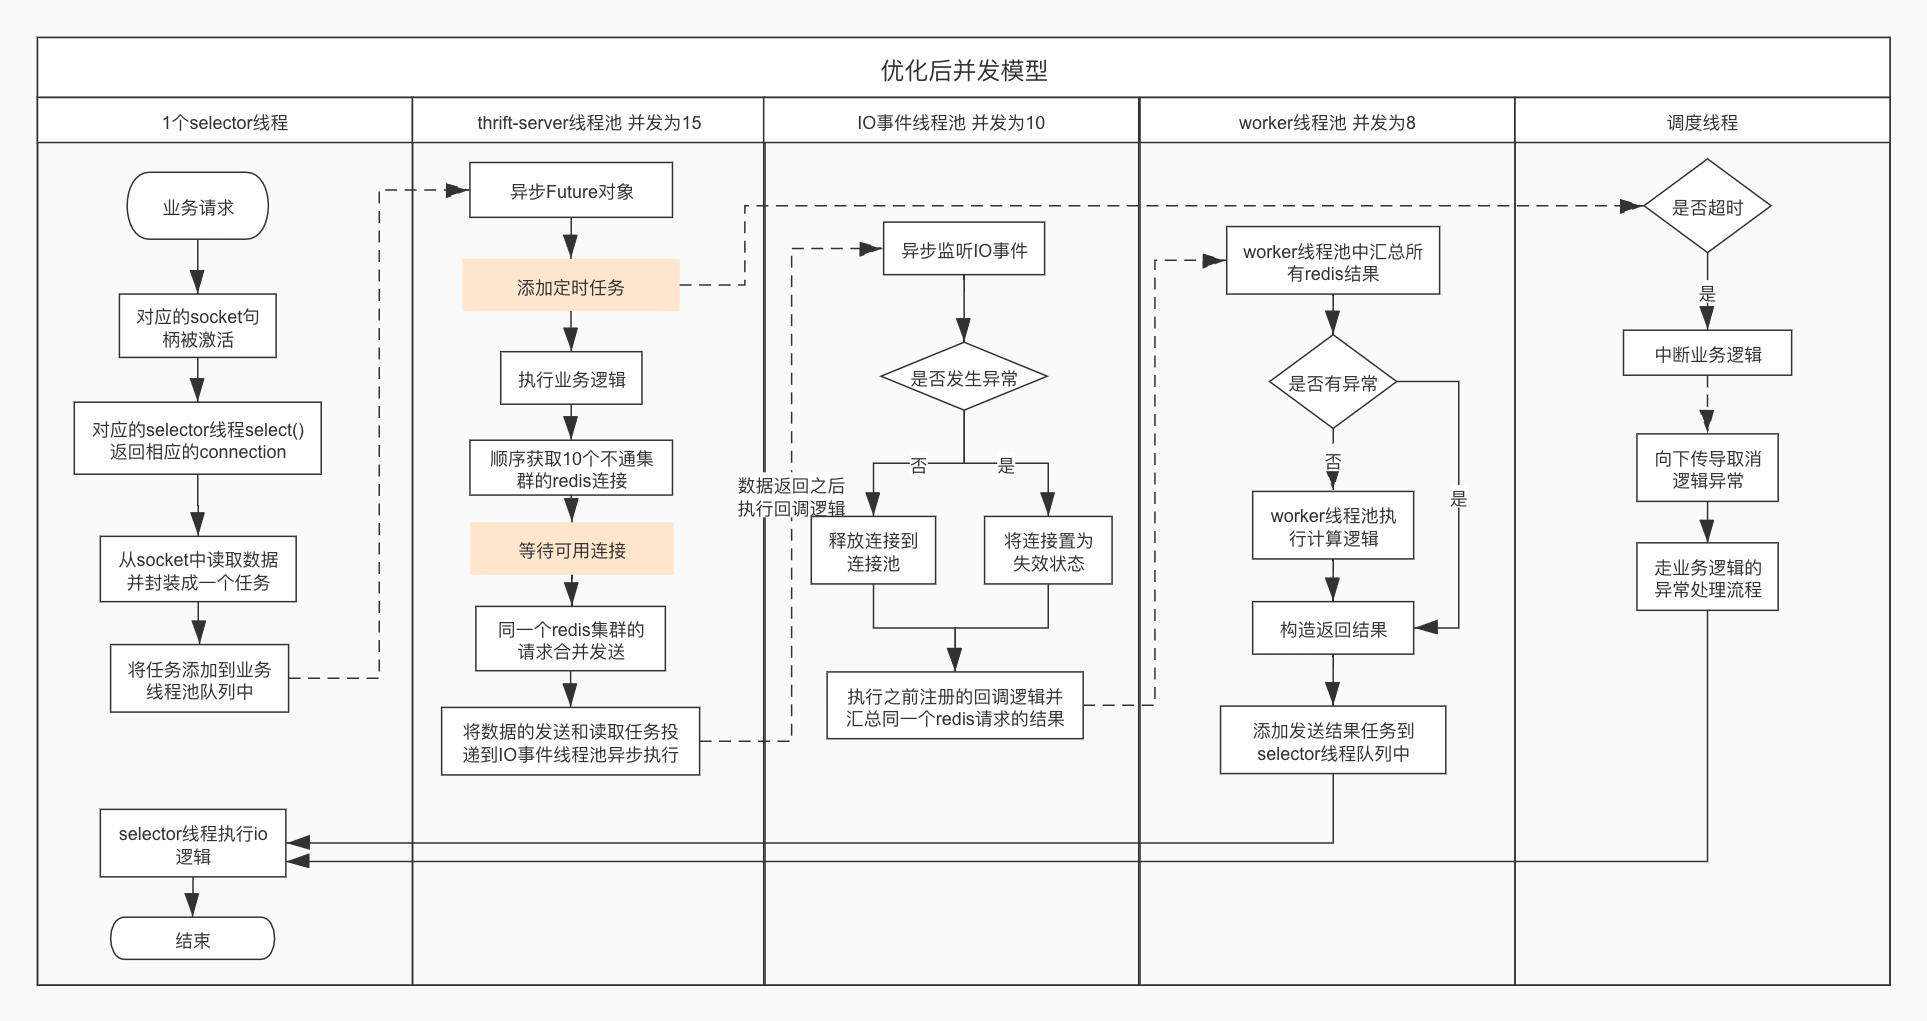 优化后并发模型
1个selector线程
thrift-server线程池 并发为15
IO事件线程池 并发为10
worker线程池 并发为8
调度线程
业务请求
对应的socket句
柄被激活
对应的selector线程select()
返回相应的connection
从socket中读取数据
并封装成一个任务
将任务添加到业务
线程池队列中
selector线程执行io
逻辑
结束
异步Future对象
添加定时任务
执行业务逻辑
顺序获取10个不通集
群的redis连接
等待可用连接
同一个redis集群的
请求合并发送
将数据的发送和读取任务投
递到IO事件线程池异步执行
数据返回之后
执行回调逻辑
异步监听IO事件
是否发生异常
否
是
释放连接到
连接池
将连接置为
失效状态
执行之前注册的回调逻辑并
汇总同一个redis请求的结果
worker线程池中汇总所
有redis结果
是否有异常
否
是
worker线程池执
行计算逻辑
构造返回结果
添加发送结果任务到
selector线程队列中
是否超时
是
中断业务逻辑
向下传导取消
逻辑异常
走业务逻辑的
异常处理流程